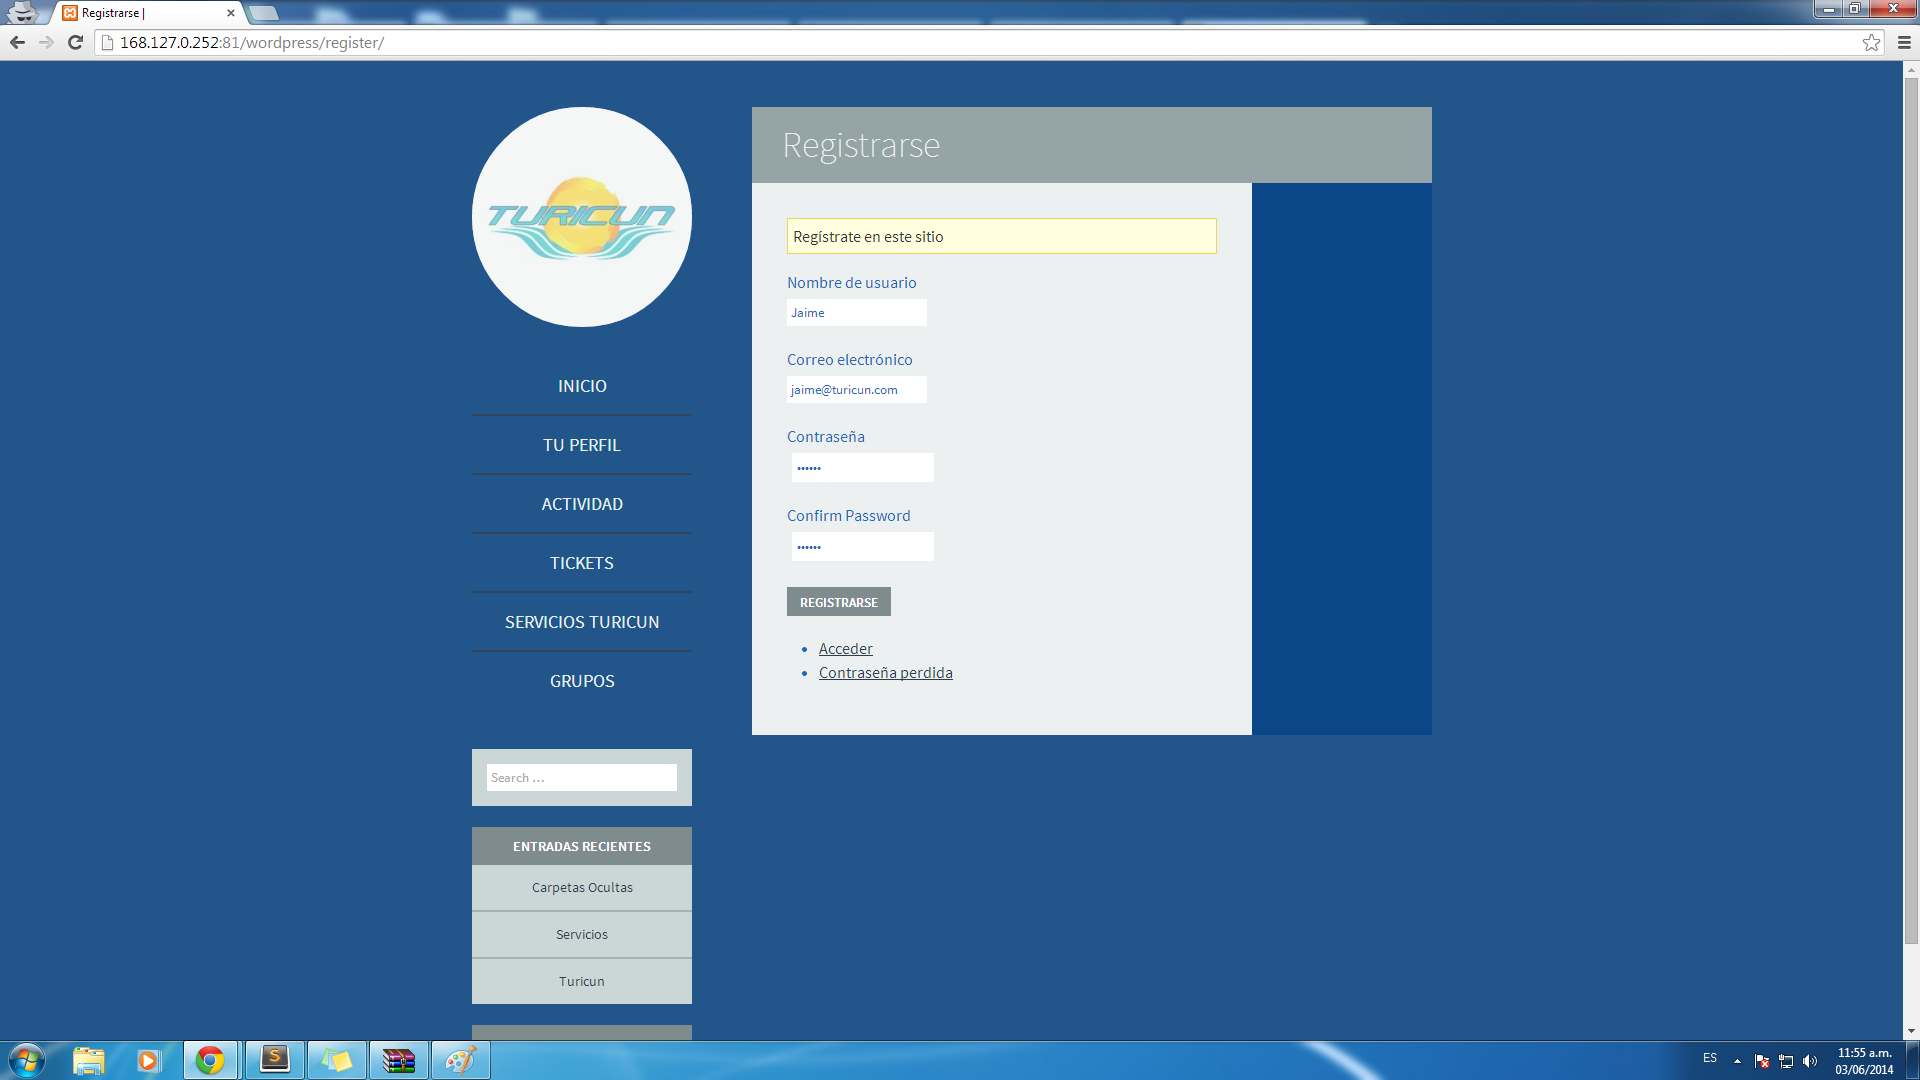 Registrarse |
168.127.0.252:81/wordpress/register/
TURICUN
INICIO
TU PERFIL
ACTIVIDAD
TICKETS
SERVICIOS TURICUN
GRUPOS
Search ...
ENTRADAS RECIENTES
Carpetas Ocultas
Servicios
Turicun
Registrarse
Regístrate en este sitio
Nombre de usuario
Jaime
Correo electrónico
jaime@turicun.com
Contraseña
••••••
Confirm Password
••••••
REGISTRARSE
• Acceder
• Contraseña perdida
ES
11:55 a.m.
03/06/2014